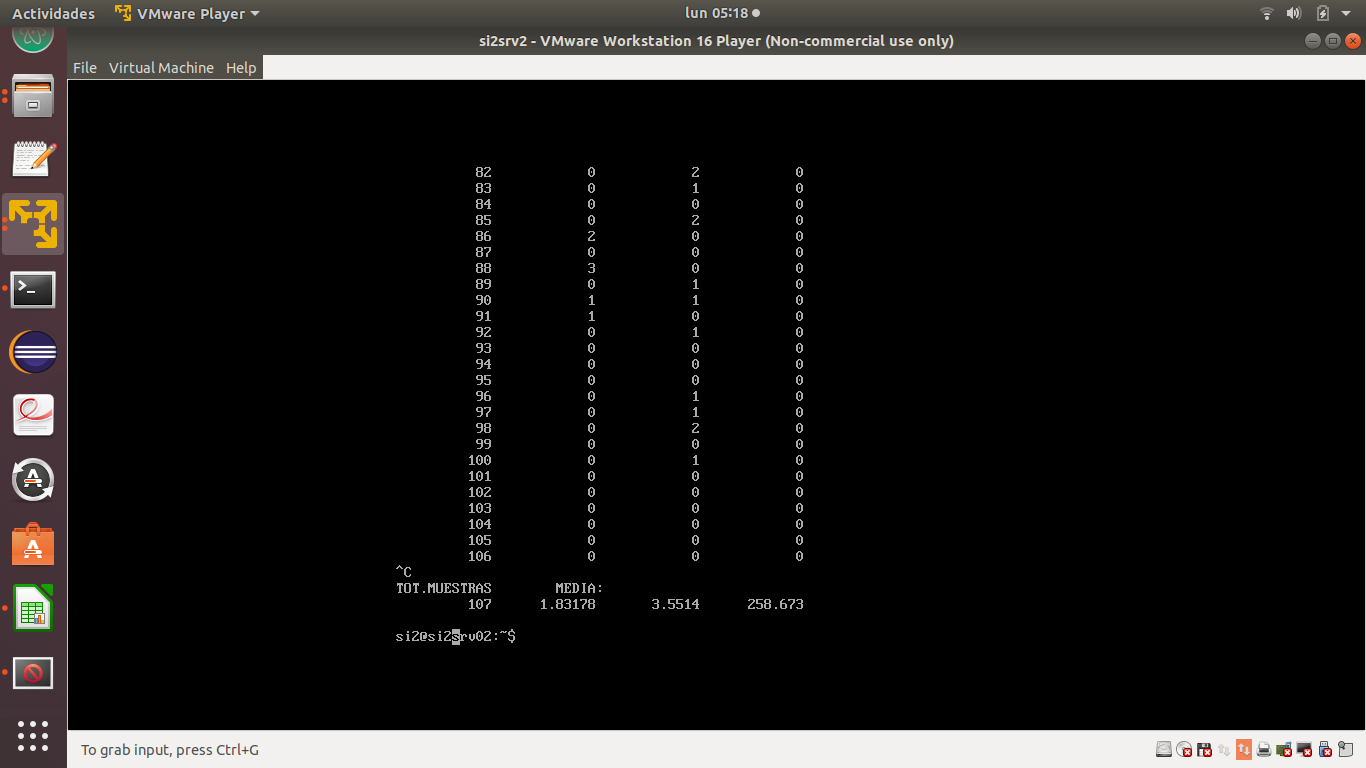 Actividades VMware Player lun 05:18
si2srv2 - VMware Workstation 16 Player (Non-commercial use only)
File Virtual Machine Help
82 0 2 0
83 0 1 0
84 0 0 0
85 0 2 0
86 2 0 0
87 0 0 0
88 3 0 0
89 0 1 0
90 1 1 0
91 1 0 0
92 0 1 0
93 0 0 0
94 0 0 0
95 0 0 0
96 0 1 0
97 0 1 0
98 0 2 0
99 0 0 0
100 0 1 0
101 0 0 0
102 0 0 0
103 0 0 0
104 0 0 0
105 0 0 0
106 0 0 0
^C
TOT.MUESTRAS MEDIA:
107 1.83178 3.5514 258.673
si2@si2srv02:~$
To grab input, press Ctrl+G